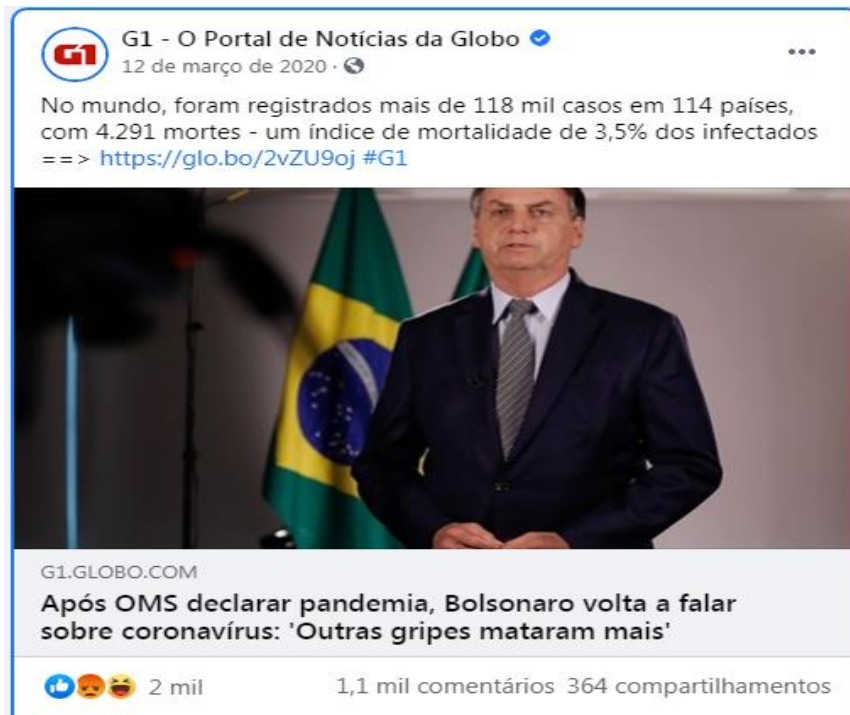 G1
G1 - O Portal de Notícias da Globo
12 de março de 2020 ·
No mundo, foram registrados mais de 118 mil casos em 114 países,
com 4.291 mortes - um índice de mortalidade de 3,5% dos infectados
==> https://glo.bo/2vZU9oj #G1
G1.GLOBO.COM
Após OMS declarar pandemia, Bolsonaro volta a falar
sobre coronavírus: 'Outras gripes mataram mais'
2 mil 1,1 mil comentários 364 compartilhamentos